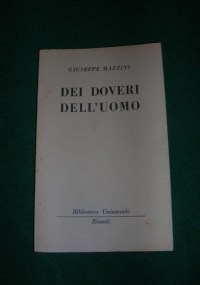 GIUSEPPE MAZZINI
DEI DOVERI
DELL'UOMO
Biblioteca Universale
Rizzoli